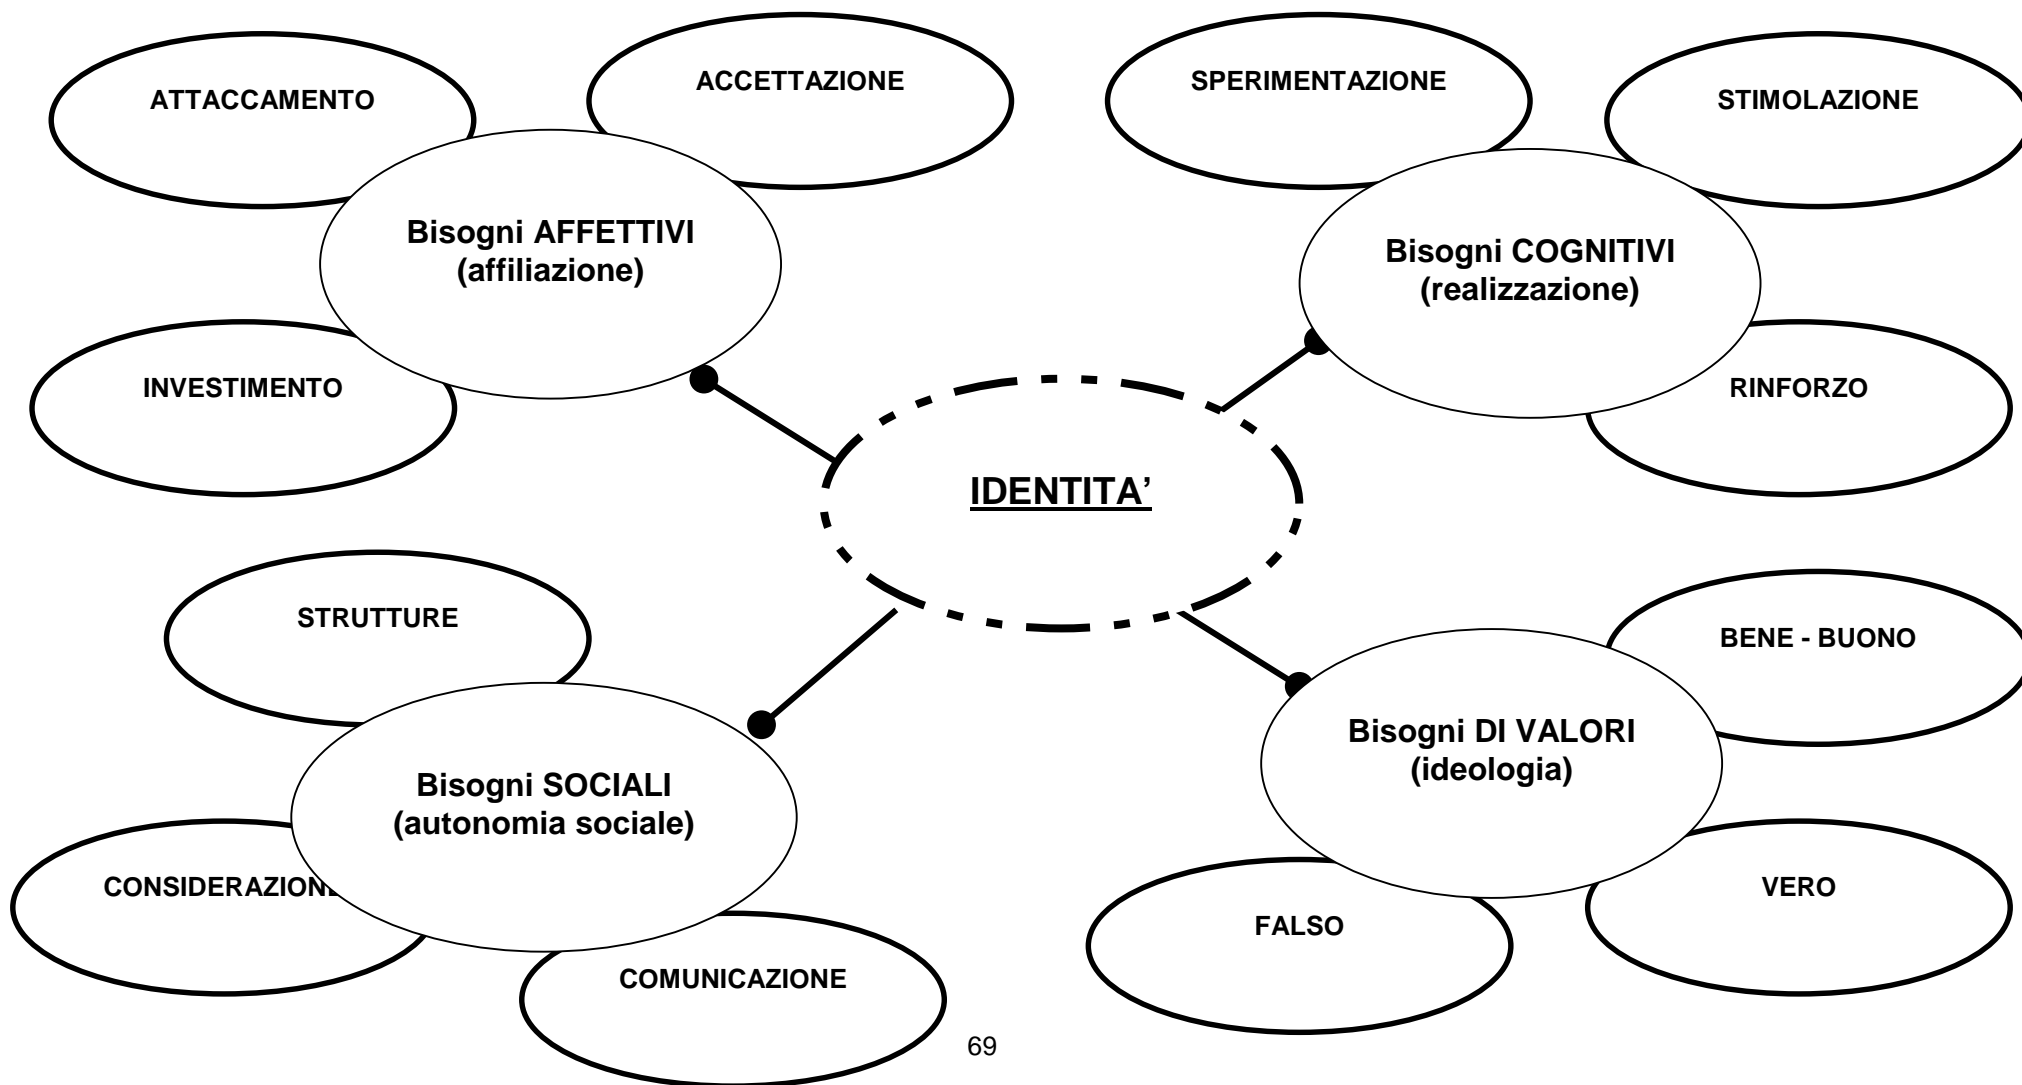 ATTACCAMENTO
ACCETTAZIONE
Bisogni AFFETTIVI
(affiliazione)
INVESTIMENTO
SPERIMENTAZIONE
STIMOLAZIONE
Bisogni COGNITIVI
(realizzazione)
RINFORZO
IDENTITA’
STRUTTURE
Bisogni SOCIALI
(autonomia sociale)
CONSIDERAZIONE
COMUNICAZIONE
BENE - BUONO
Bisogni DI VALORI
(ideologia)
VERO
FALSO
69